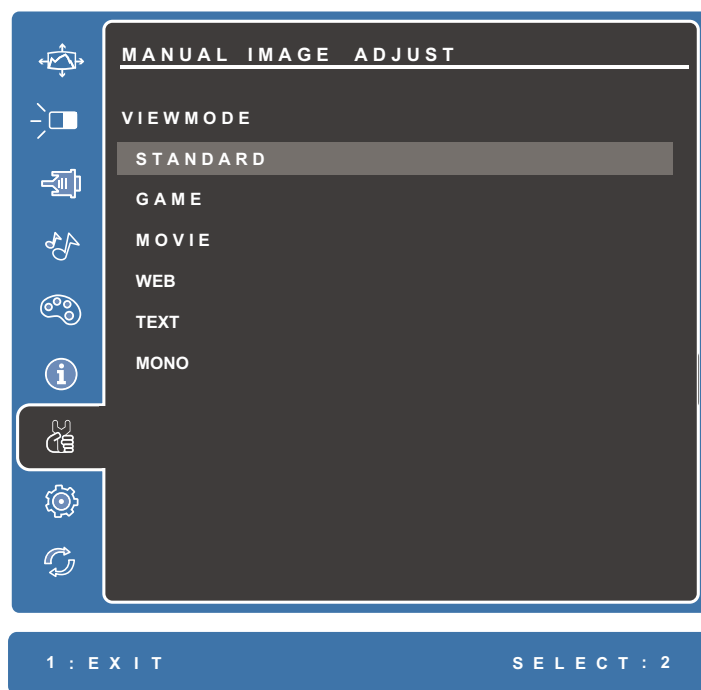 MANUAL IMAGE ADJUST
VIEWMODE
STANDARD
GAME
MOVIE
WEB
TEXT
MONO
1:EXIT SELECT:2